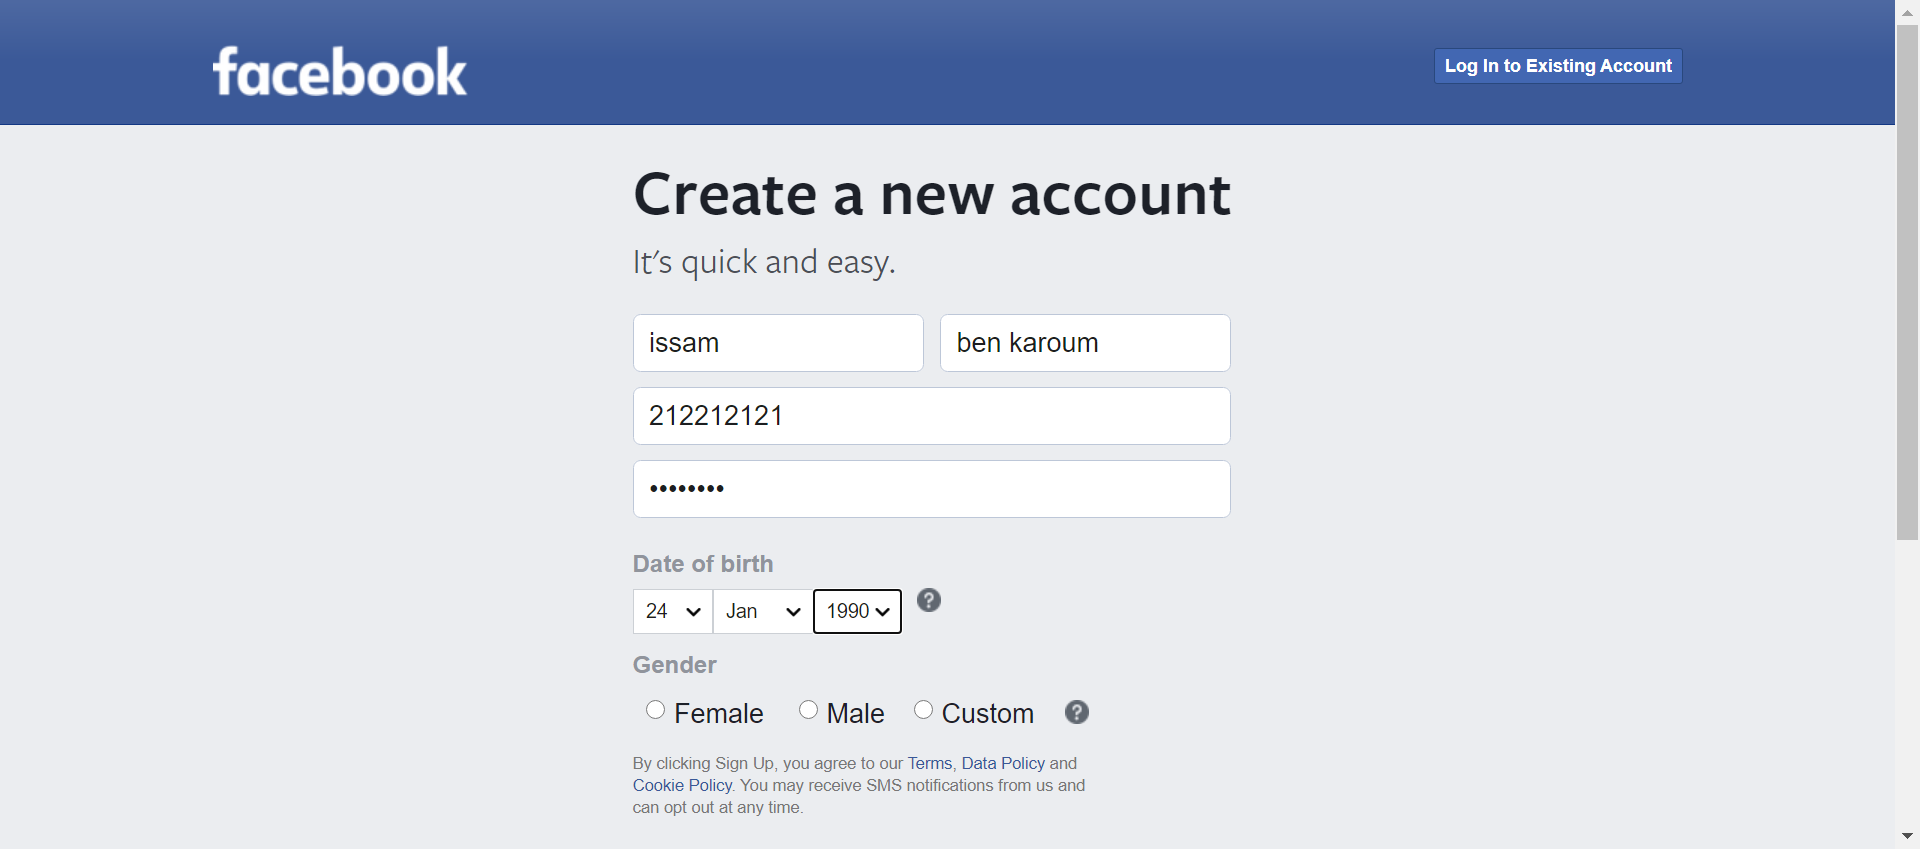 facebook
Log In to Existing Account
Create a new account
It's quick and easy.
issam
ben karoum
212212121
••••••••
Date of birth
24 Jan 1990 ?
Gender
Female Male Custom ?
By clicking Sign Up, you agree to our Terms, Data Policy and
Cookie Policy. You may receive SMS notifications from us and
can opt out at any time.